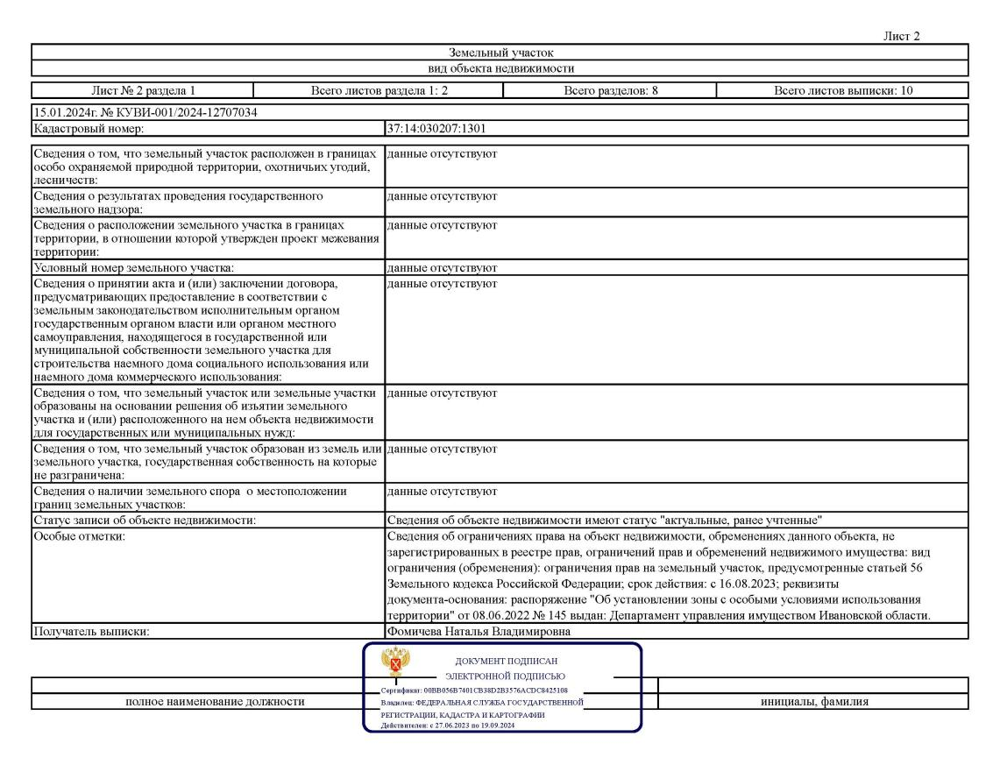 Лист 2
Земельный участок
вид объекта недвижимости
Лист № 2 раздела 1
Всего листов раздела 1: 2
Всего разделов: 8
Всего листов выписки: 10
15.01.2024г. № КУВИ-001/2024-12707034
Кадастровый номер:
37:14:030207:1301
Сведения о том, что земельный участок расположен в границах
особо охраняемой природной территории, охотничьих угодий,
лесничеств:
данные отсутствуют
Сведения о результатах проведения государственного
земельного надзора:
данные отсутствуют
Сведения о расположении земельного участка в границах
территории, в отношении которой утвержден проект межевания
территории:
данные отсутствуют
Условный номер земельного участка:
данные отсутствуют
Сведения о принятии акта и (или) заключении договора,
предусматривающих предоставление в соответствии с
земельным законодательством исполнительным органом
государственным органом власти или органом местного
самоуправления, находящегося в государственной или
муниципальной собственности земельного участка для
строительства наемного дома социального использования или
наемного дома коммерческого использования:
данные отсутствуют
Сведения о том, что земельный участок или земельные участки
образованы на основании решения об изъятии земельного
участка и (или) расположенного на нем объекта недвижимости
для государственных или муниципальных нужд:
данные отсутствуют
Сведения о том, что земельный участок образован из земель или
земельного участка, государственная собственность на которые
не разграничена:
данные отсутствуют
Сведения о наличии земельного спора о местоположении
границ земельных участков:
данные отсутствуют
Статус записи об объекте недвижимости:
Сведения об объекте недвижимости имеют статус "актуальные, ранее учтенные"
Особые отметки:
Сведения об ограничениях права на объект недвижимости, обременениях данного объекта, не
зарегистрированных в реестре прав, ограничений прав и обременений недвижимого имущества: вид
ограничения (обременения): ограничения прав на земельный участок, предусмотренные статьей 56
Земельного кодекса Российской Федерации; срок действия: с 16.08.2023; реквизиты
документа-основания: распоряжение "Об установлении зоны с особыми условиями использования
территории" от 08.06.2022 № 145 выдан: Департамент управления имуществом Ивановской области.
Получатель выписки:
Фомичева Наталья Владимировна
ДОКУМЕНТ ПОДПИСАН
ЭЛЕКТРОННОЙ ПОДПИСЬЮ
Сертификат: 00BB056B7401CB38D2B3576ACDC8425108
Владелец: ФЕДЕРАЛЬНАЯ СЛУЖБА ГОСУДАРСТВЕННОЙ
РЕГИСТРАЦИИ, КАДАСТРА И КАРТОГРАФИИ
Действителен: с 27.06.2023 по 19.09.2024
полное наименование должности
инициалы, фамилия